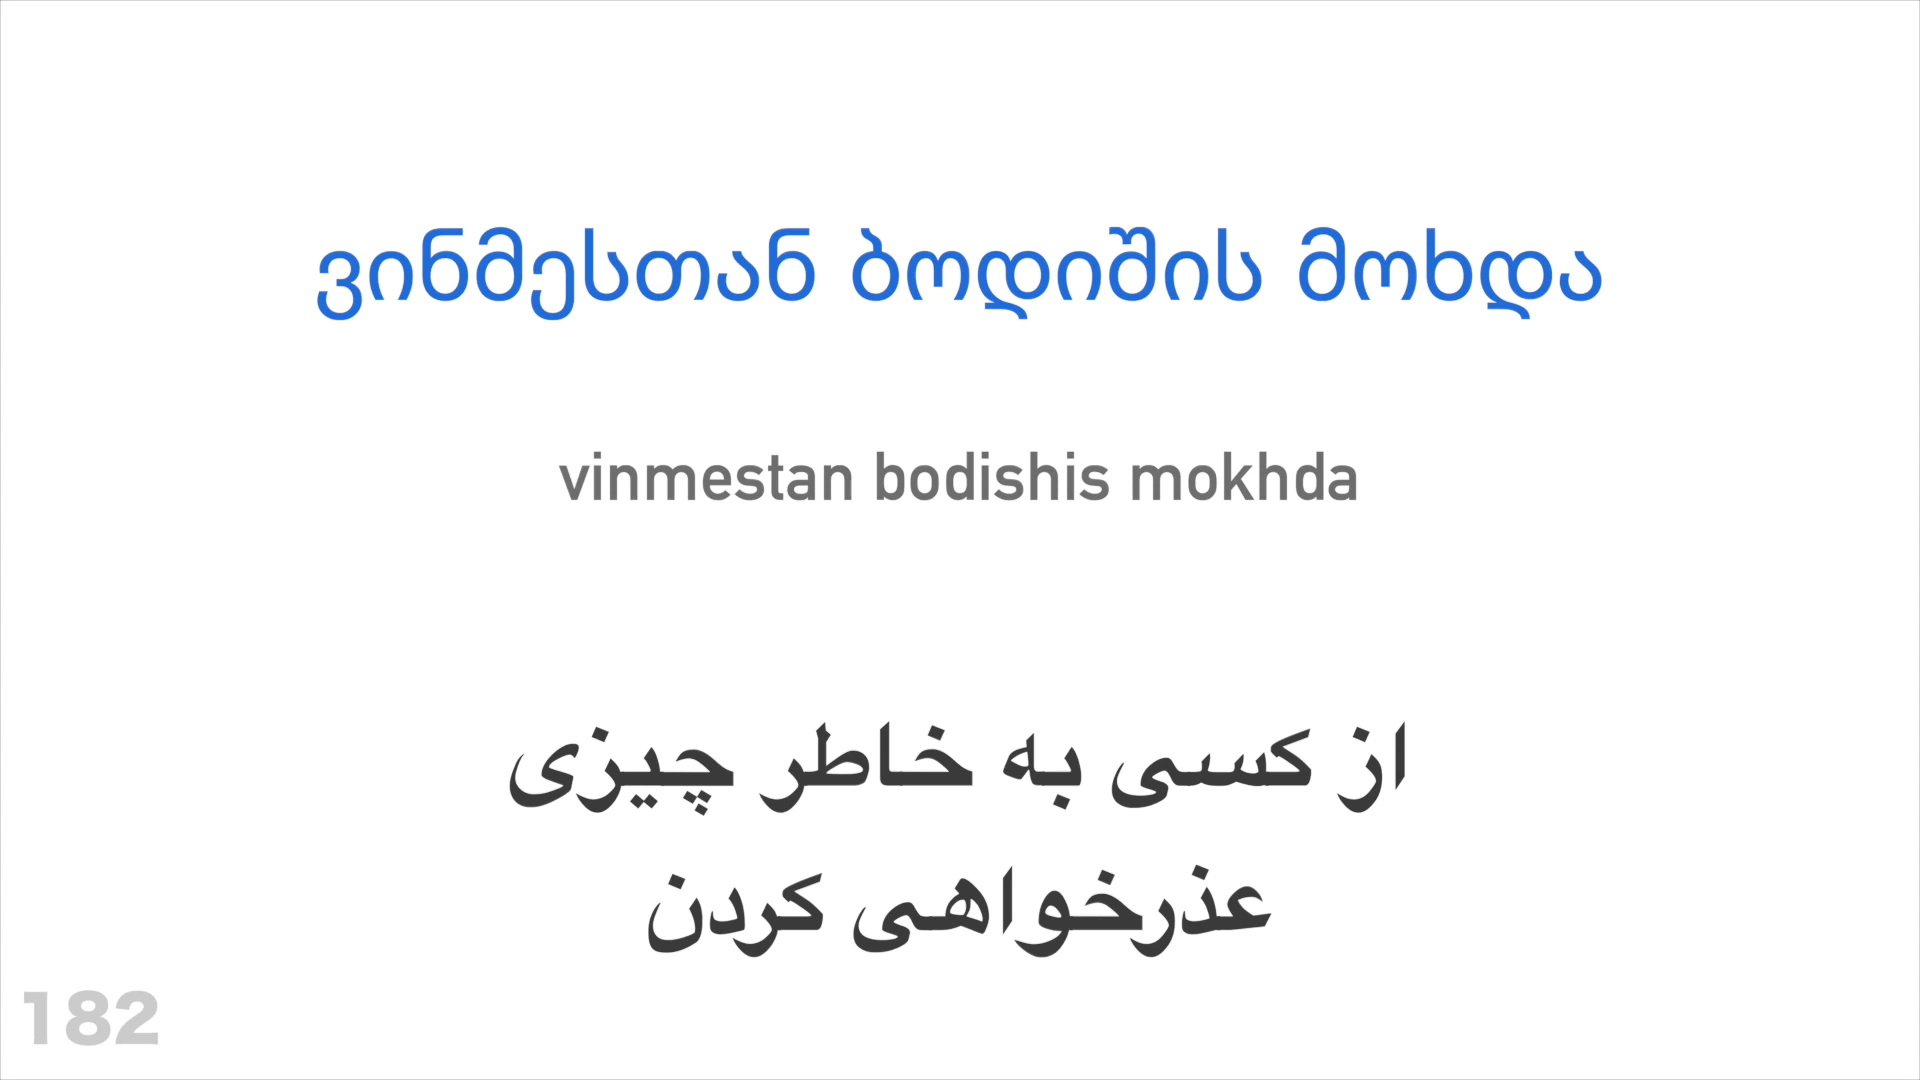 ვინმესთან ბოდიშის მოხდა
vinmestan bodishis mokhda
از کسی به خاطر چیزی
عذرخواهی کردن
182